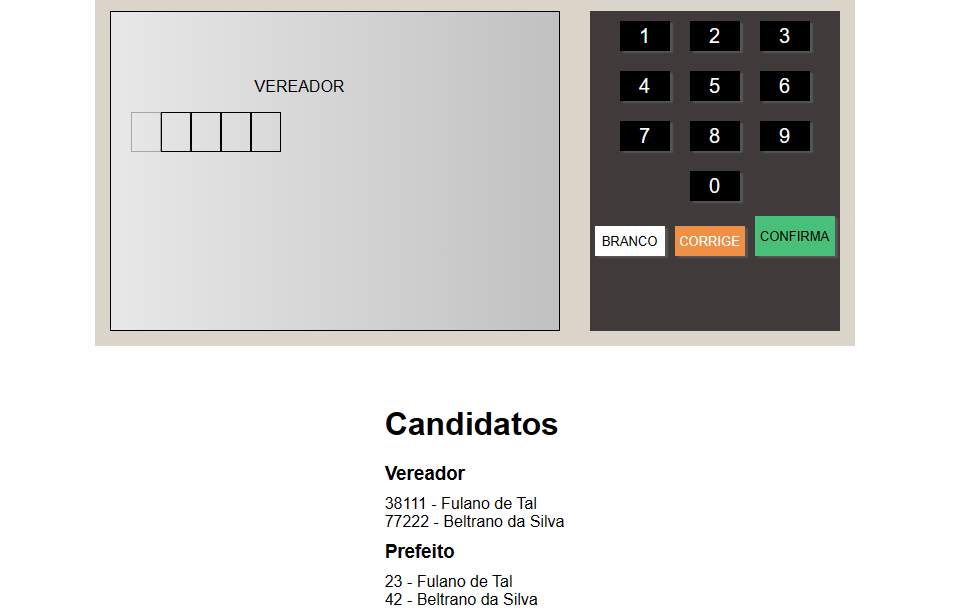 VEREADOR
1 2 3
4 5 6
7 8 9
0
BRANCO CORRIGE CONFIRMA
Candidatos
Vereador
38111 - Fulano de Tal
77222 - Beltrano da Silva
Prefeito
23 - Fulano de Tal
42 - Beltrano da Silva